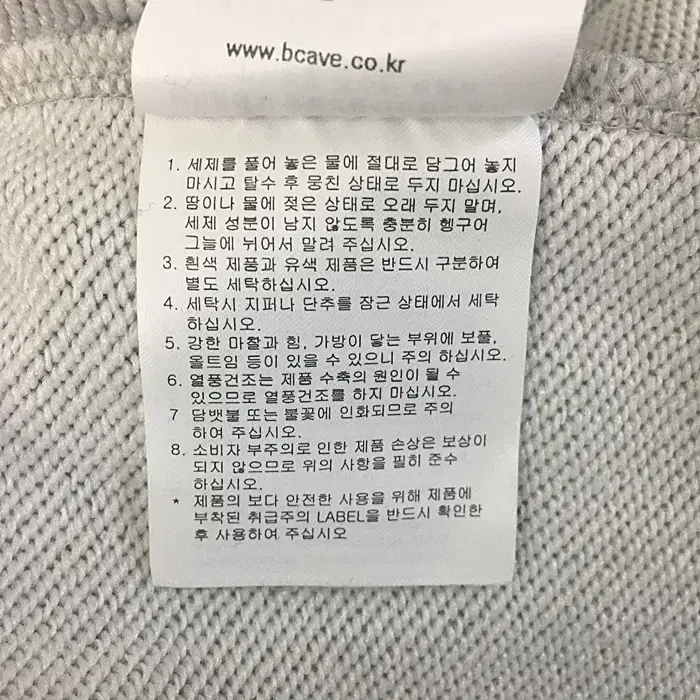 www.bcave.co.kr
1. 세제를 풀어 놓은 물에 절대로 담그어 놓지
마시고 탈수 후 뭉친 상태로 두지 마십시오.
2. 땀이나 물에 젖은 상태로 오래 두지 말며,
세제 성분이 남지 않도록 충분히 헹구어
그늘에 뉘어서 말려 주십시오.
3. 흰색 제품과 유색 제품은 반드시 구분하여
별도 세탁하십시오.
4. 세탁시 지퍼나 단추를 잠근 상태에서 세탁
하십시오.
5. 강한 마찰과 힘, 가방이 닿는 부위에 보풀,
올트임 등이 있을 수 있으니 주의 하십시오.
6. 열풍건조는 제품 수축의 원인이 될 수
있으므로 열풍건조를 하지 마십시오.
7 담뱃불 또는 불꽃에 인화되므로 주의
하여 주십시오.
8. 소비자 부주의로 인한 제품 손상은 보상이
되지 않으므로 위의 사항을 필히 준수
하십시오.
* 제품의 보다 안전한 사용을 위해 제품에
부착된 취급주의 LABEL을 반드시 확인한
후 사용하여 주십시오